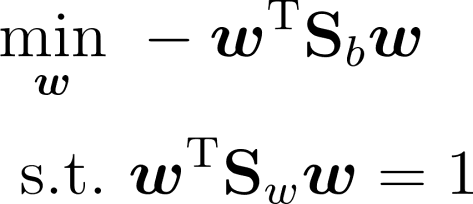 min_w −w^T S_b w
s.t. w^T S_w w = 1